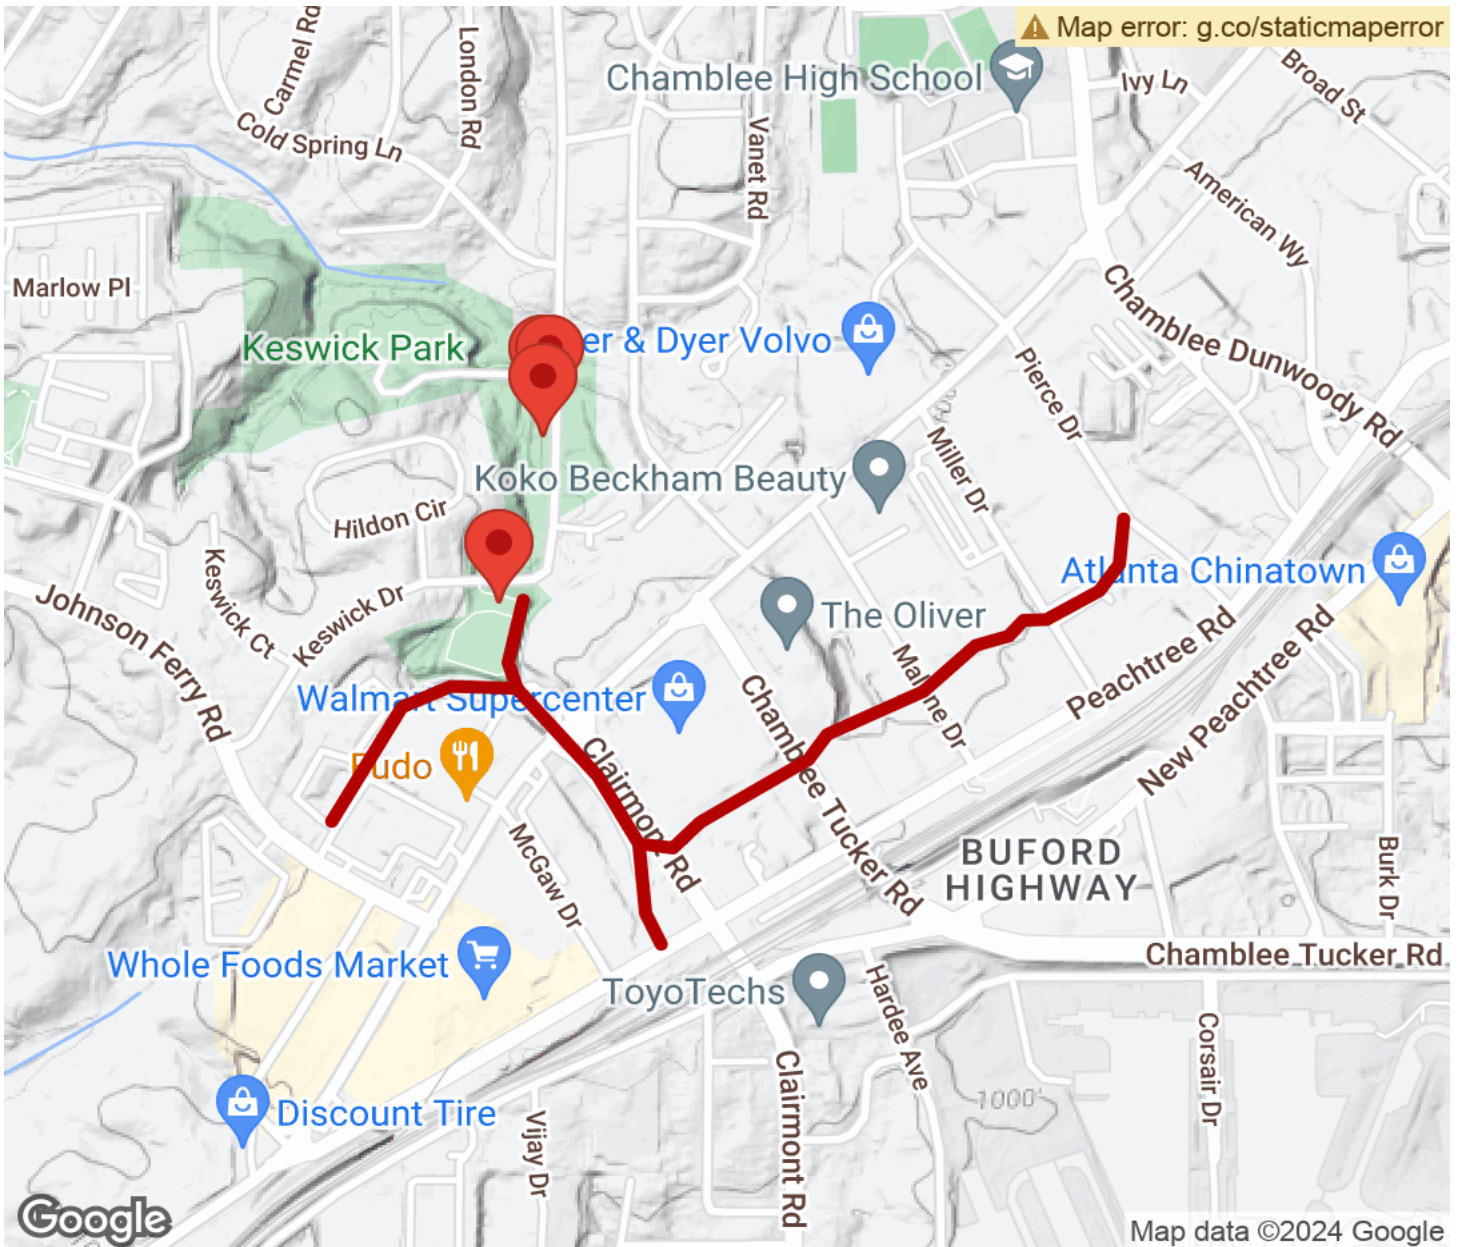 Map error: g.co/staticmaperror
Carmel Rd
London Rd
Cold Spring Ln
Chamblee High School
Ivy Ln
Broad St
Vanet Rd
American Wy
Marlow Pl
Keswick Park
er & Dyer Volvo
Chamblee Dunwoody Rd
Pierce Dr
Miller Dr
Koko Beckham Beauty
Hildon Cir
Keswick Ct
Keswick Dr
Johnson Ferry Rd
Atlanta Chinatown
The Oliver
Malone Dr
Peachtree Rd
New Peachtree Rd
Walmart Supercenter
Chamblee Tucker Rd
Clairmont Rd
Fudo
McGaw Dr
BUFORD
HIGHWAY
Burk Dr
Whole Foods Market
Chamblee Tucker Rd
ToyoTechs
Hardee Ave
Corsair Dr
Clairmont Rd
1000'
Discount Tire
Vijay Dr
Google
Map data ©2024 Google